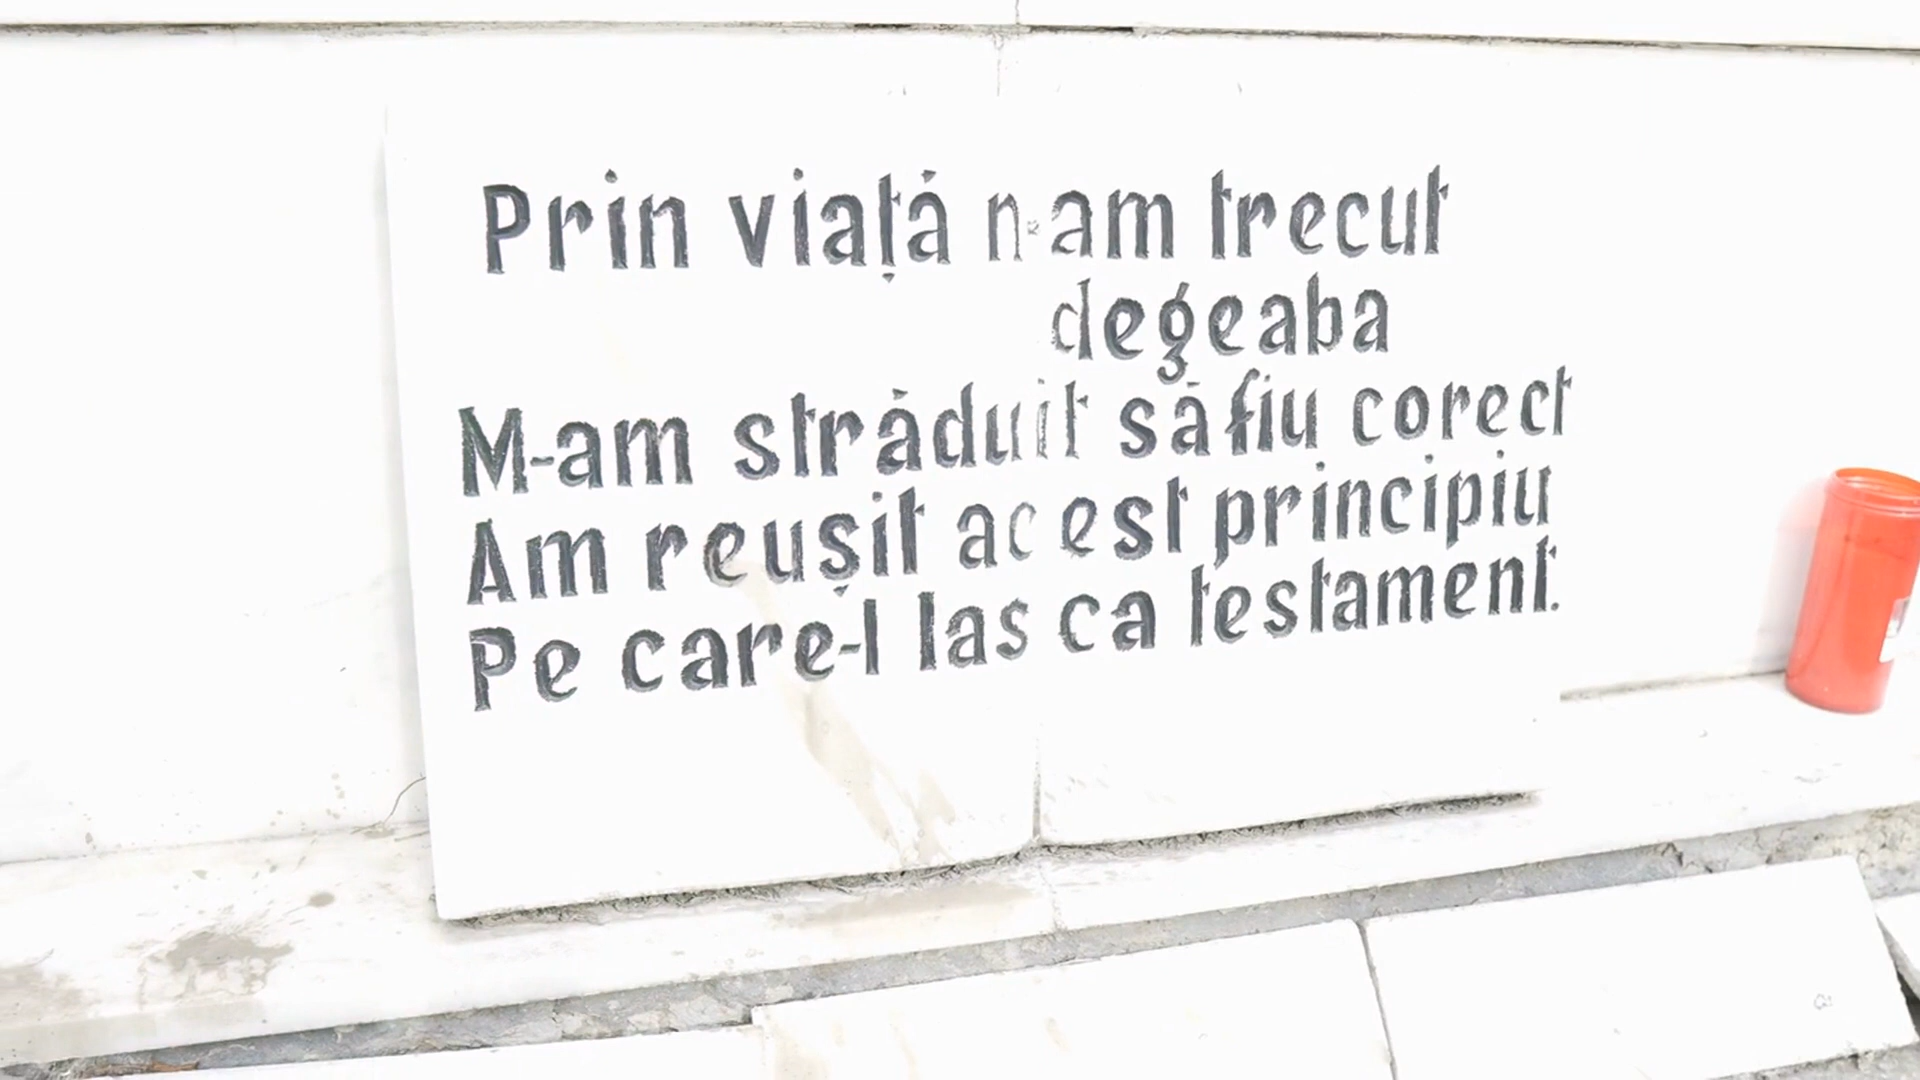 Prin viață n-am trecut
degeaba
M-am străduit să fiu corect
Am reușit acest principiu
Pe care-l las ca testament.